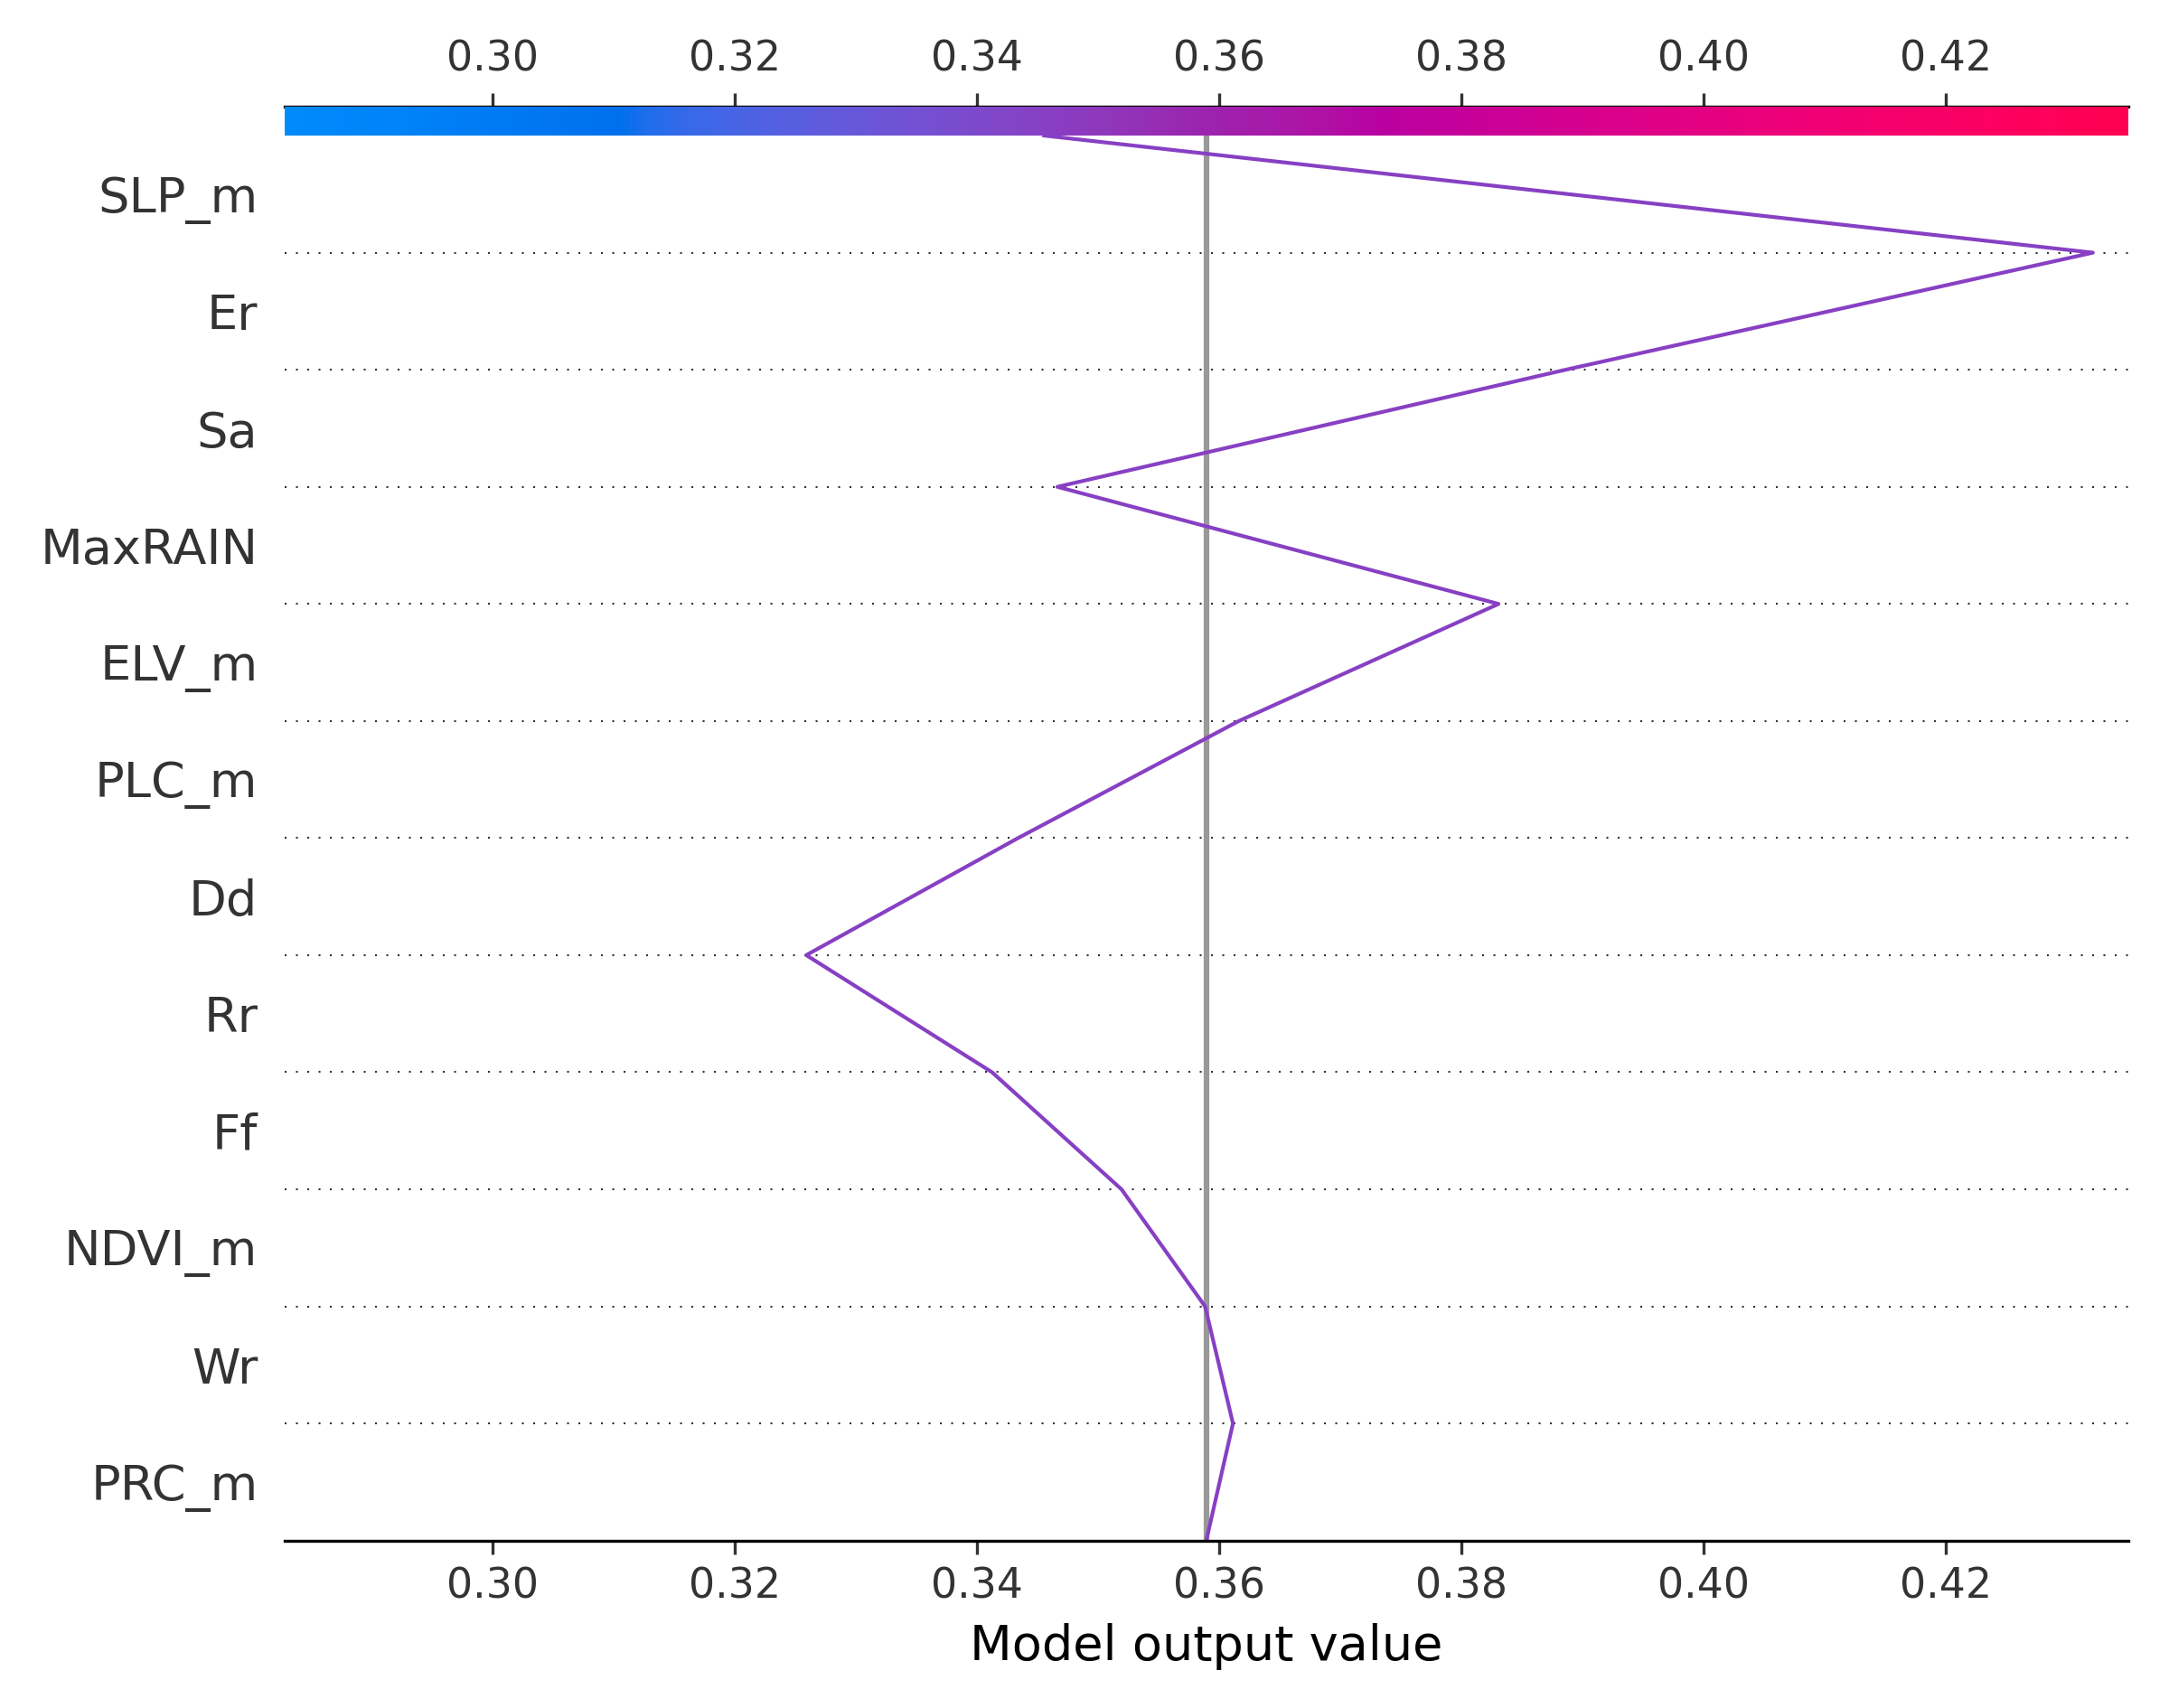 0.30 0.32 0.34 0.36 0.38 0.40 0.42
SLP_m
Er
Sa
MaxRAIN
ELV_m
PLC_m
Dd
Rr
Ff
NDVI_m
Wr
PRC_m
0.30 0.32 0.34 0.36 0.38 0.40 0.42
Model output value